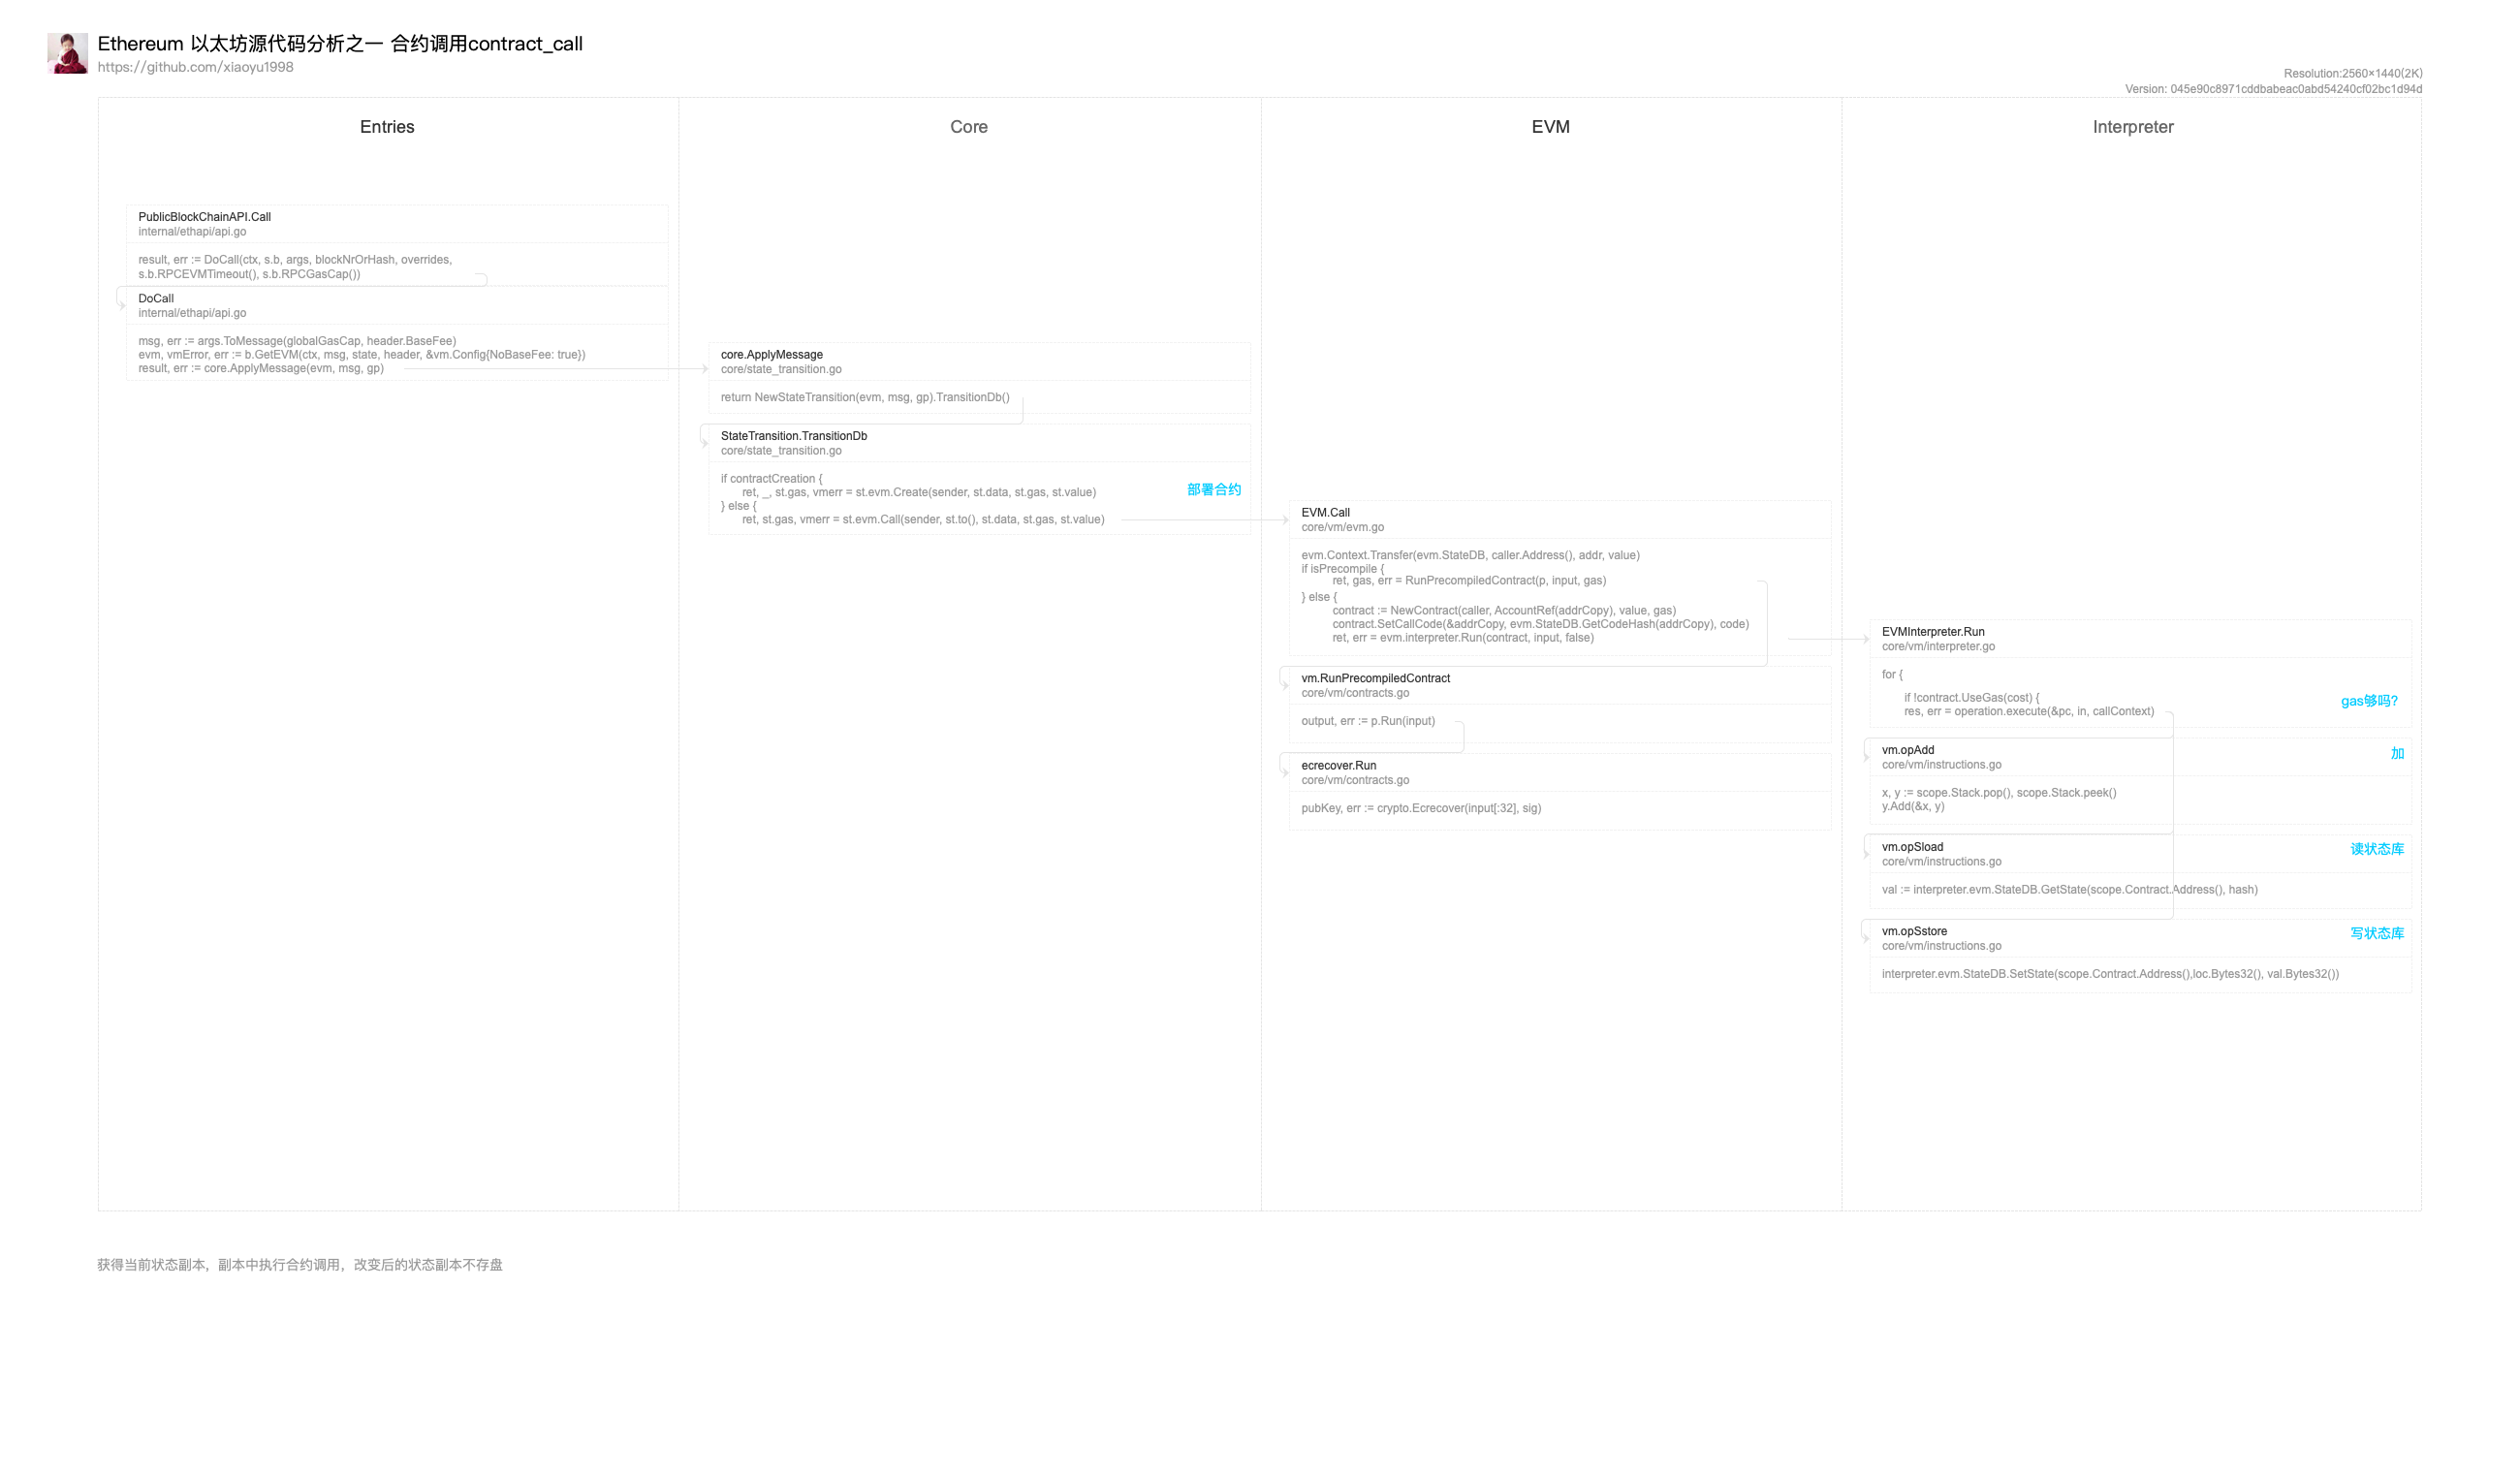 Ethereum 以太坊源代码分析之一 合约调用contract_call
https://github.com/xiaoyu1998
Resolution:2560×1440(2K)
Version: 045e90c8971cddbabeac0abd54240cf02bc1d94d
Entries
PublicBlockChainAPI.Call
internal/ethapi/api.go
result, err := DoCall(ctx, s.b, args, blockNrOrHash, overrides,
s.b.RPCEVMTimeout(), s.b.RPCGasCap())
DoCall
internal/ethapi/api.go
msg, err := args.ToMessage(globalGasCap, header.BaseFee)
evm, vmError, err := b.GetEVM(ctx, msg, state, header, &vm.Config{NoBaseFee: true})
result, err := core.ApplyMessage(evm, msg, gp)
Core
core.ApplyMessage
core/state_transition.go
return NewStateTransition(evm, msg, gp).TransitionDb()
StateTransition.TransitionDb
core/state_transition.go
if contractCreation {
ret, _, st.gas, vmerr = st.evm.Create(sender, st.data, st.gas, st.value)
部署合约
} else {
ret, st.gas, vmerr = st.evm.Call(sender, st.to(), st.data, st.gas, st.value)
EVM
EVM.Call
core/vm/evm.go
evm.Context.Transfer(evm.StateDB, caller.Address(), addr, value)
if isPrecompile {
ret, gas, err = RunPrecompiledContract(p, input, gas)
} else {
contract := NewContract(caller, AccountRef(addrCopy), value, gas)
contract.SetCallCode(&addrCopy, evm.StateDB.GetCodeHash(addrCopy), code)
ret, err = evm.interpreter.Run(contract, input, false)
vm.RunPrecompiledContract
core/vm/contracts.go
output, err := p.Run(input)
ecrecover.Run
core/vm/contracts.go
pubKey, err := crypto.Ecrecover(input[:32], sig)
Interpreter
EVMInterpreter.Run
core/vm/interpreter.go
for {
if !contract.UseGas(cost) {
gas够吗?
res, err = operation.execute(&pc, in, callContext)
vm.opAdd
加
core/vm/instructions.go
x, y := scope.Stack.pop(), scope.Stack.peek()
y.Add(&x, y)
vm.opSload
读状态库
core/vm/instructions.go
val := interpreter.evm.StateDB.GetState(scope.Contract.Address(), hash)
vm.opSstore
写状态库
core/vm/instructions.go
interpreter.evm.StateDB.SetState(scope.Contract.Address(),loc.Bytes32(), val.Bytes32())
获得当前状态副本，副本中执行合约调用，改变后的状态副本不存盘